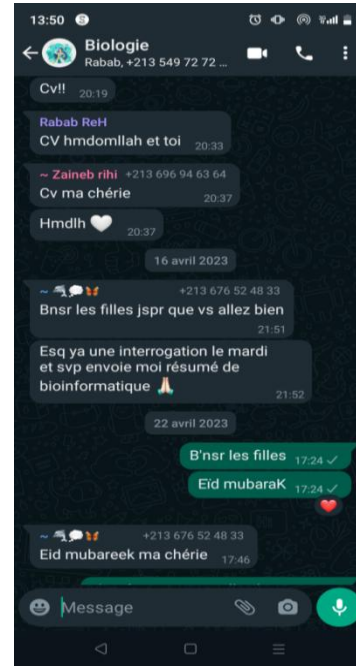 13:50
Biologie
Rabab, +213 549 72 72 ...
Cv!! 20:19
Rabab ReH
CV hmdomllah et toi 20:33
~ Zaineb rihi +213 696 94 63 64
Cv ma chérie 20:37
Hmdlh 🤍 20:37
16 avril 2023
~ 🦈💭🦋 +213 676 52 48 33
Bnsr les filles jspr que vs allez bien
21:51
Esq ya une interrogation le mardi
et svp envoie moi résumé de
bioinformatique 🙏🏻 21:52
22 avril 2023
B'nsr les filles 17:24
Eïd mubaraK 17:24
❤️
~ 🦈💭🦋 +213 676 52 48 33
Eid mubareek ma chérie 17:46
Message